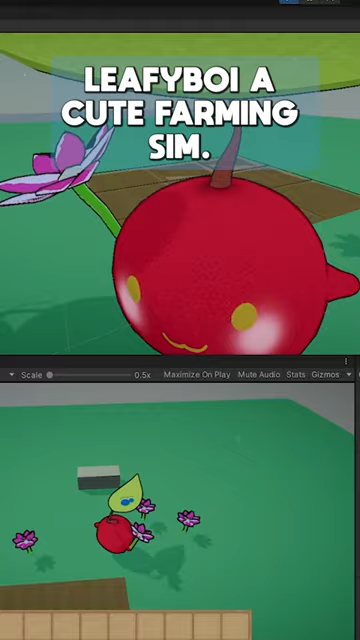 LEAFYBOI A
CUTE FARMING
SIM.
Scale 0.5x Maximize On Play Mute Audio Stats Gizmos